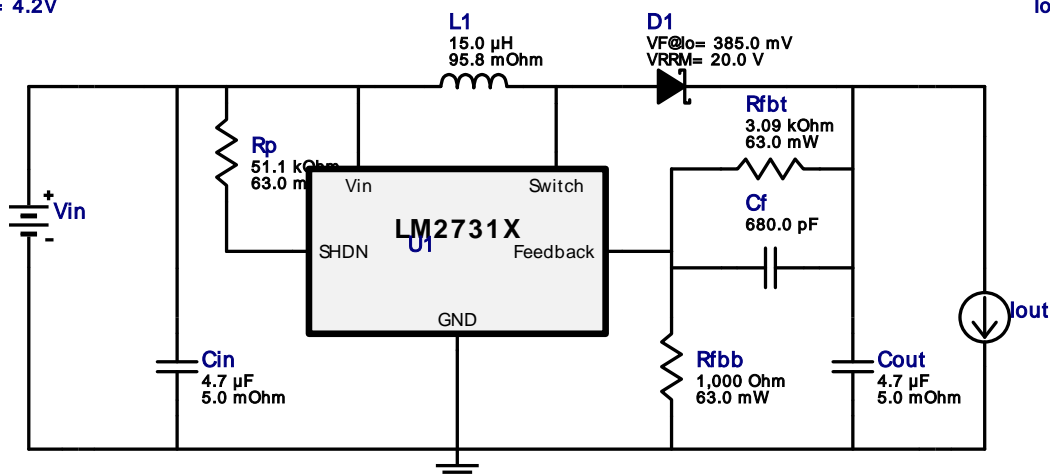 = 4.2V
Io
L1
15.0 µH
95.8 mOhm
D1
VF@Io= 385.0 mV
VRRM= 20.0 V
Rfbt
3.09 kOhm
63.0 mW
Rp
51.1 kOhm
63.0 m
Vin
Switch
Cf
680.0 pF
+
Vin
-
LM2731X
U1
SHDN
Feedback
GND
Iout
Cin
4.7 µF
5.0 mOhm
Rfbb
1,000 Ohm
63.0 mW
Cout
4.7 µF
5.0 mOhm